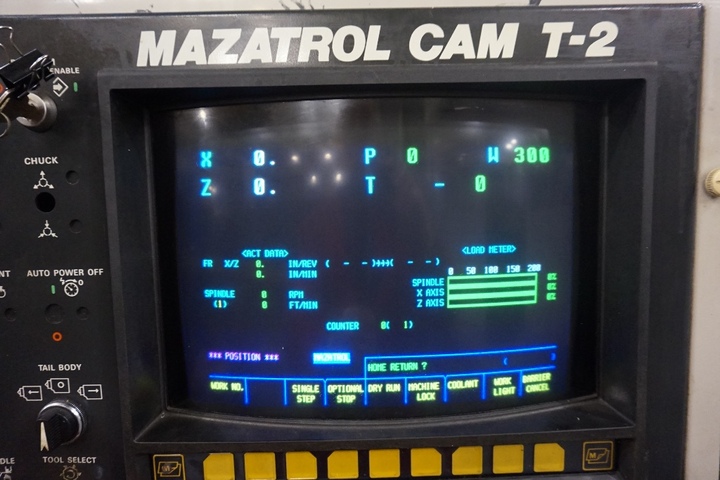 MAZATROL CAM T-2
ENABLE
CHUCK
AUTO POWER OFF
TAIL BODY
TOOL SELECT
X 0. P 0 W 300
Z 0. T - 0
<ACT DATA> <LOAD METER>
FR X/Z 0. IN/REV ( - - )+++( - - ) 0 50 100 150 200
0. IN/MIN
SPINDLE 0%
SPINDLE 0 RPM X AXIS 0%
(1) 0 FT/MIN Z AXIS 0%
COUNTER 0( 1)
*** POSITION *** MAZATROL
HOME RETURN ? ( )
WORK NO. SINGLE STEP OPTIONAL STOP DRY RUN MACHINE LOCK COOLANT WORK LIGHT BARRIER CANCEL